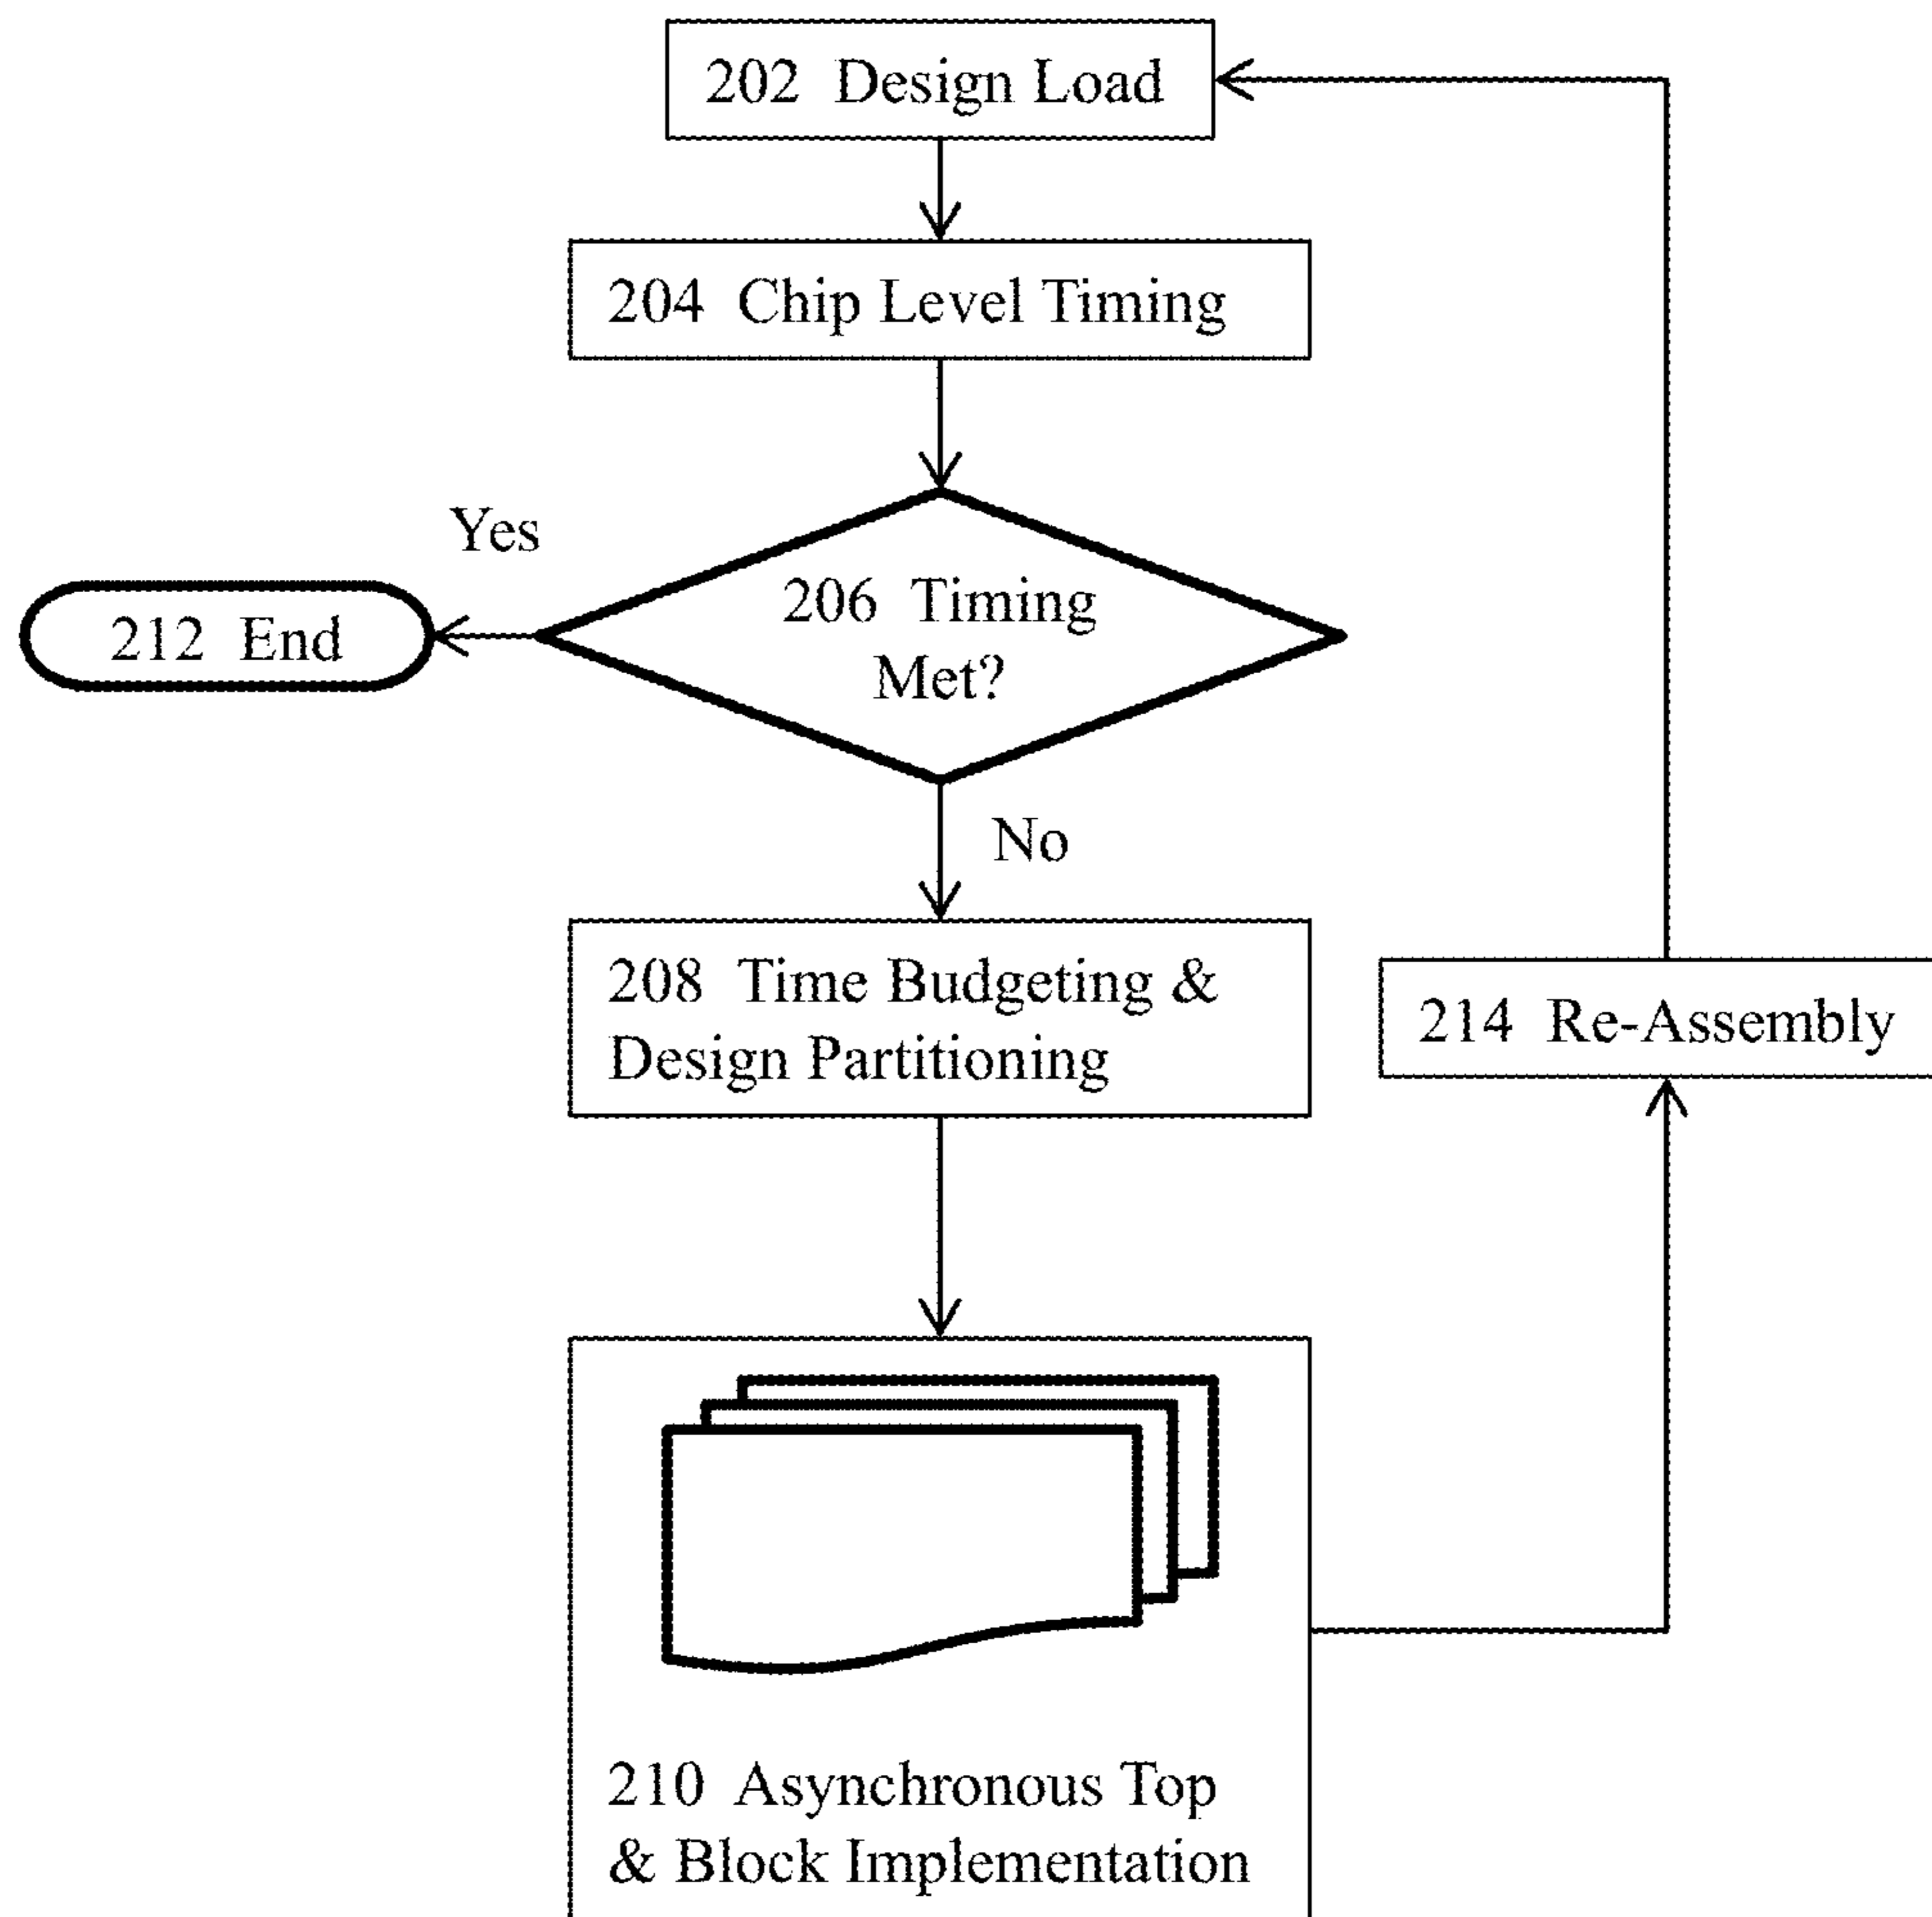 202 Design Load
204 Chip Level Timing
Yes
206 Timing
Met?
212 End
No
208 Time Budgeting &
Design Partitioning
214 Re-Assembly
210 Asynchronous Top
& Block Implementation